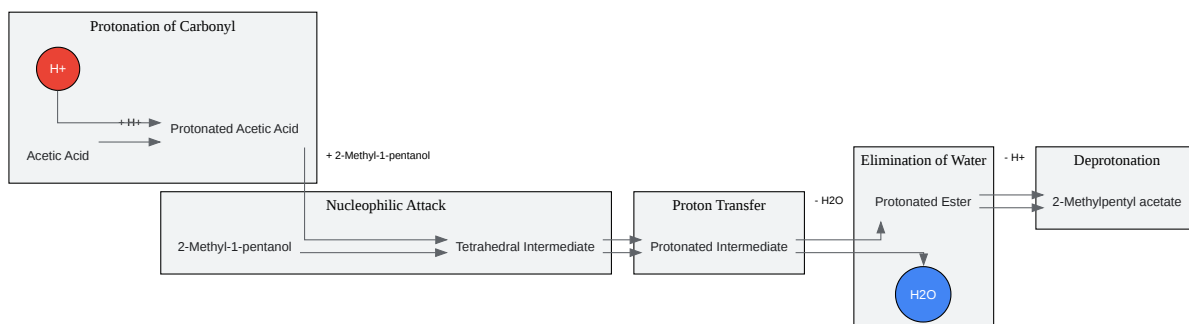 Protonation of Carbonyl
H+
+ H+
Protonated Acetic Acid
Acetic Acid
+ 2-Methyl-1-pentanol
Nucleophilic Attack
2-Methyl-1-pentanol
Tetrahedral Intermediate
Proton Transfer
Protonated Intermediate
- H2O
Elimination of Water
Protonated Ester
H2O
- H+
Deprotonation
2-Methylpentyl acetate